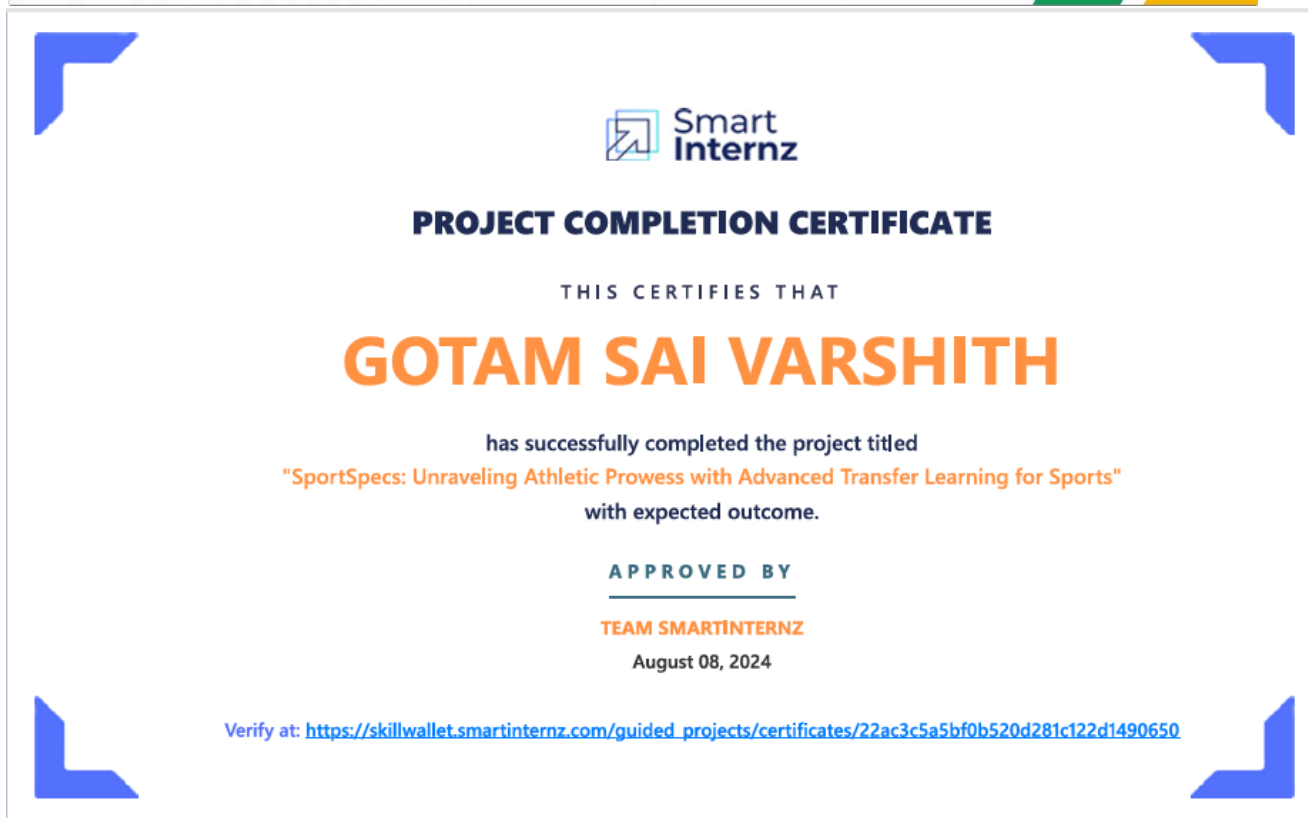 Smart
Internz
PROJECT COMPLETION CERTIFICATE
THIS CERTIFIES THAT
GOTAM SAI VARSHITH
has successfully completed the project titled
"SportSpecs: Unraveling Athletic Prowess with Advanced Transfer Learning for Sports"
with expected outcome.
APPROVED BY
TEAM SMARTINTERNZ
August 08, 2024
Verify at: https://skillwallet.smartinternz.com/guided_projects/certificates/22ac3c5a5bf0b520d281c122d1490650